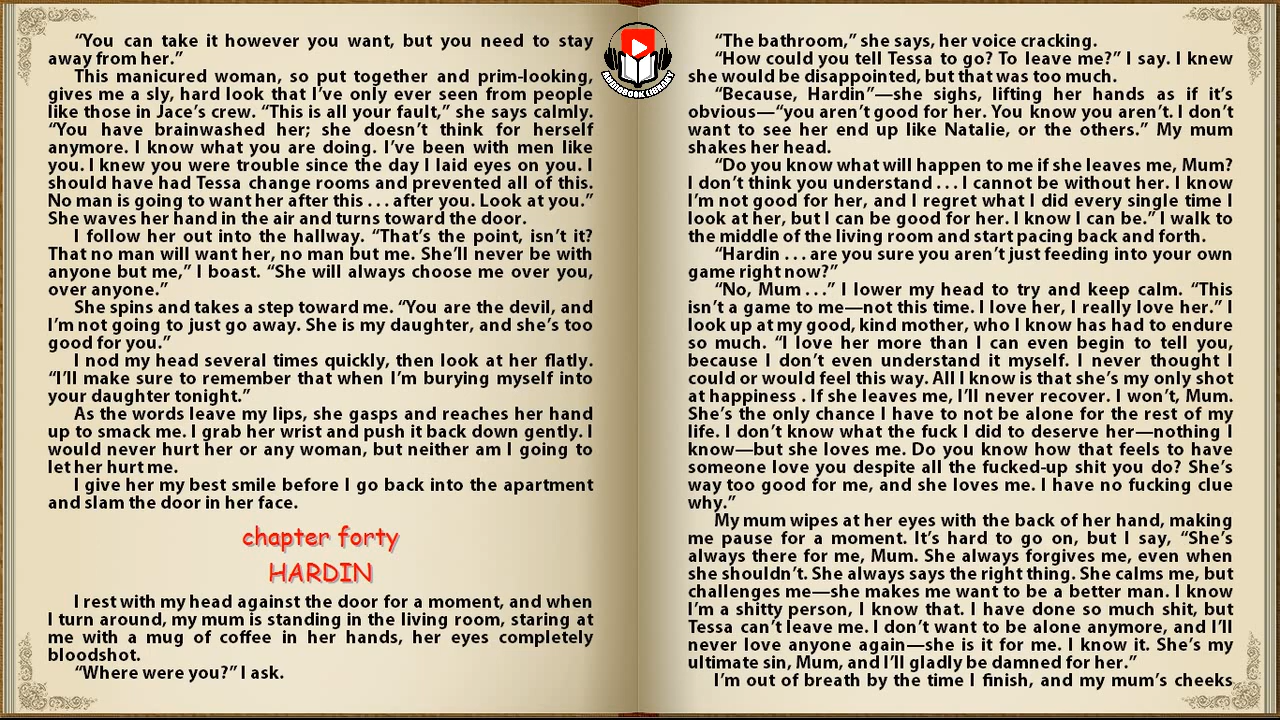 “You can take it however you want, but you need to stay
away from her.”
This manicured woman, so put together and prim-looking,
gives me a sly, hard look that I’ve only ever seen from people
like those in Jace’s crew. “This is all your fault,” she says calmly.
“You have brainwashed her; she doesn’t think for herself
anymore. I know what you are doing. I’ve been with men like
you. I knew you were trouble since the day I laid eyes on you. I
should have had Tessa change rooms and prevented all of this.
No man is going to want her after this . . . after you. Look at you.”
She waves her hand in the air and turns toward the door.
I follow her out into the hallway. “That’s the point, isn’t it?
That no man will want her, no man but me. She’ll never be with
anyone but me,” I boast. “She will always choose me over you,
over anyone.”
She spins and takes a step toward me. “You are the devil, and
I’m not going to just go away. She is my daughter, and she’s too
good for you.”
I nod my head several times quickly, then look at her flatly.
“I’ll make sure to remember that when I’m burying myself into
your daughter tonight.”
As the words leave my lips, she gasps and reaches her hand
up to smack me. I grab her wrist and push it back down gently. I
would never hurt her or any woman, but neither am I going to
let her hurt me.
I give her my best smile before I go back into the apartment
and slam the door in her face.
chapter forty
HARDIN
I rest with my head against the door for a moment, and when
I turn around, my mum is standing in the living room, staring at
me with a mug of coffee in her hands, her eyes completely
bloodshot.
“Where were you?” I ask.
AUDIOBOOK LIBRARY
“The bathroom,” she says, her voice cracking.
“How could you tell Tessa to go? To leave me?” I say. I knew
she would be disappointed, but that was too much.
“Because, Hardin”—she sighs, lifting her hands as if it’s
obvious—“you aren’t good for her. You know you aren’t. I don’t
want to see her end up like Natalie, or the others.” My mum
shakes her head.
“Do you know what will happen to me if she leaves me, Mum?
I don’t think you understand . . . I cannot be without her. I know
I’m not good for her, and I regret what I did every single time I
look at her, but I can be good for her. I know I can be.” I walk to
the middle of the living room and start pacing back and forth.
“Hardin . . . are you sure you aren’t just feeding into your own
game right now?”
“No, Mum . . .” I lower my head to try and keep calm. “This
isn’t a game to me—not this time. I love her, I really love her.” I
look up at my good, kind mother, who I know has had to endure
so much. “I love her more than I can even begin to tell you,
because I don’t even understand it myself. I never thought I
could or would feel this way. All I know is that she’s my only shot
at happiness . If she leaves me, I’ll never recover. I won’t, Mum.
She’s the only chance I have to not be alone for the rest of my
life. I don’t know what the fuck I did to deserve her—nothing I
know—but she loves me. Do you know how that feels to have
someone love you despite all the fucked-up shit you do? She’s
way too good for me, and she loves me. I have no fucking clue
why.”
My mum wipes at her eyes with the back of her hand, making
me pause for a moment. It’s hard to go on, but I say, “She’s
always there for me, Mum. She always forgives me, even when
she shouldn’t. She always says the right thing. She calms me, but
challenges me—she makes me want to be a better man. I know
I’m a shitty person, I know that. I have done so much shit, but
Tessa can’t leave me. I don’t want to be alone anymore, and I’ll
never love anyone again—she is it for me. I know it. She’s my
ultimate sin, Mum, and I’ll gladly be damned for her.”
I’m out of breath by the time I finish, and my mum’s cheeks